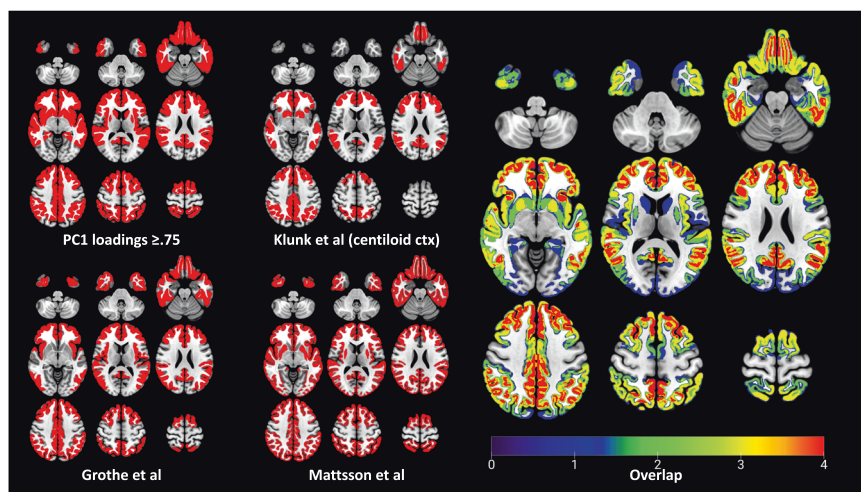 PC1 loadings ≥.75
Klunk et al (centiloid ctx)
Grothe et al
Mattsson et al
0 1 2 3 4
Overlap